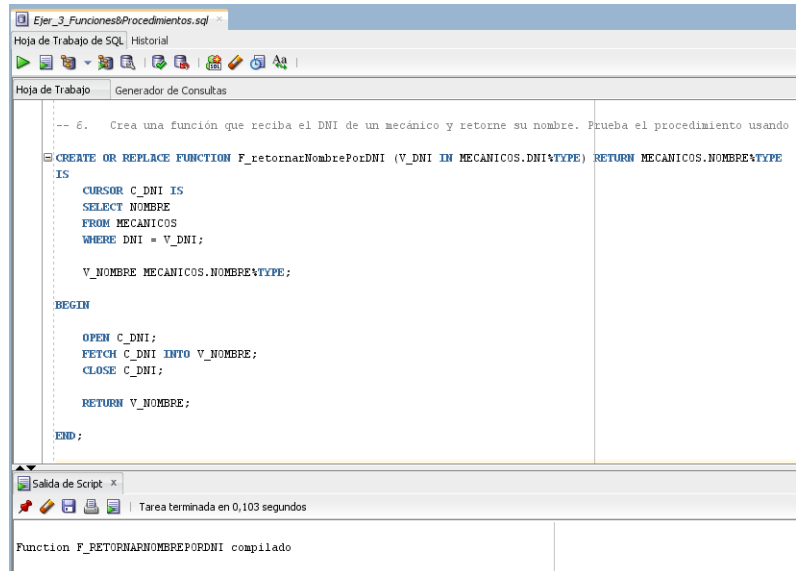 Ejer_3_Funciones&Procedimientos.sql
Hoja de Trabajo de SQL Historial
Hoja de Trabajo Generador de Consultas
-- 6. Crea una función que reciba el DNI de un mecánico y retorne su nombre. Prueba el procedimiento usando
CREATE OR REPLACE FUNCTION F_retornarNombrePorDNI (V_DNI IN MECANICOS.DNI%TYPE) RETURN MECANICOS.NOMBRE%TYPE
IS
CURSOR C_DNI IS
SELECT NOMBRE
FROM MECANICOS
WHERE DNI = V_DNI;
V_NOMBRE MECANICOS.NOMBRE%TYPE;
BEGIN
OPEN C_DNI;
FETCH C_DNI INTO V_NOMBRE;
CLOSE C_DNI;
RETURN V_NOMBRE;
END;
Salida de Script
Tarea terminada en 0,103 segundos
Function F_RETORNARNOMBREPORDNI compilado